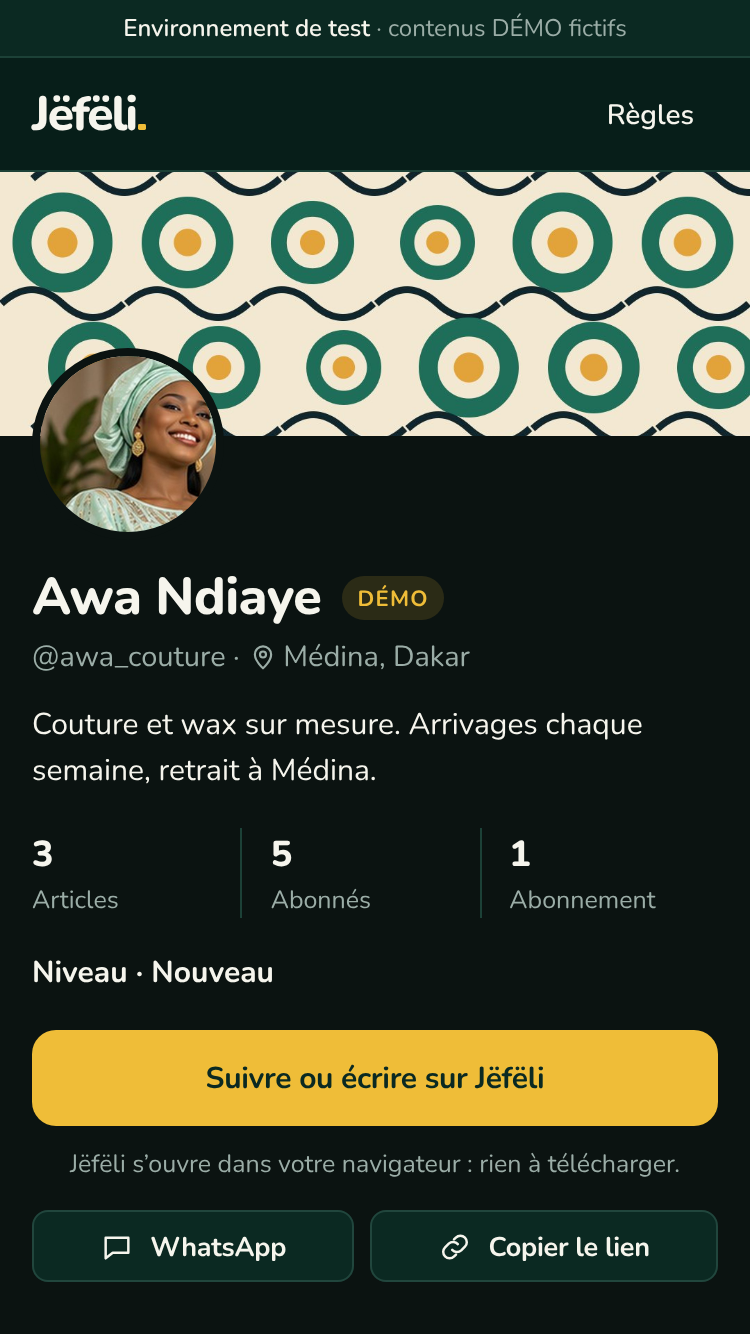 Environnement de test · contenus DÉMO fictifs
Jëfëli.
Règles
Awa Ndiaye DÉMO
@awa_couture · Médina, Dakar
Couture et wax sur mesure. Arrivages chaque
semaine, retrait à Médina.
3 5 1
Articles Abonnés Abonnement
Niveau · Nouveau
Suivre ou écrire sur Jëfëli
Jëfëli s’ouvre dans votre navigateur : rien à télécharger.
WhatsApp
Copier le lien